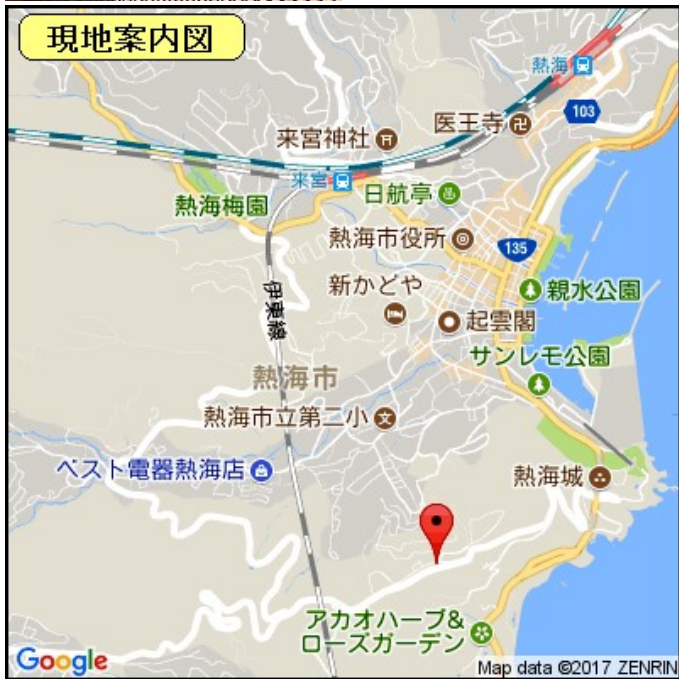 現地案内図
熱海
103
医王寺
来宮神社
来宮
日航亭
熱海梅園
熱海市役所
135
伊東線
新かどや
親水公園
起雲閣
サンレモ公園
熱海市
熱海市立第二小
ベスト電器熱海店
熱海城
アカオハーブ&
ローズガーデン
Google
Map data ©2017 ZENRIN